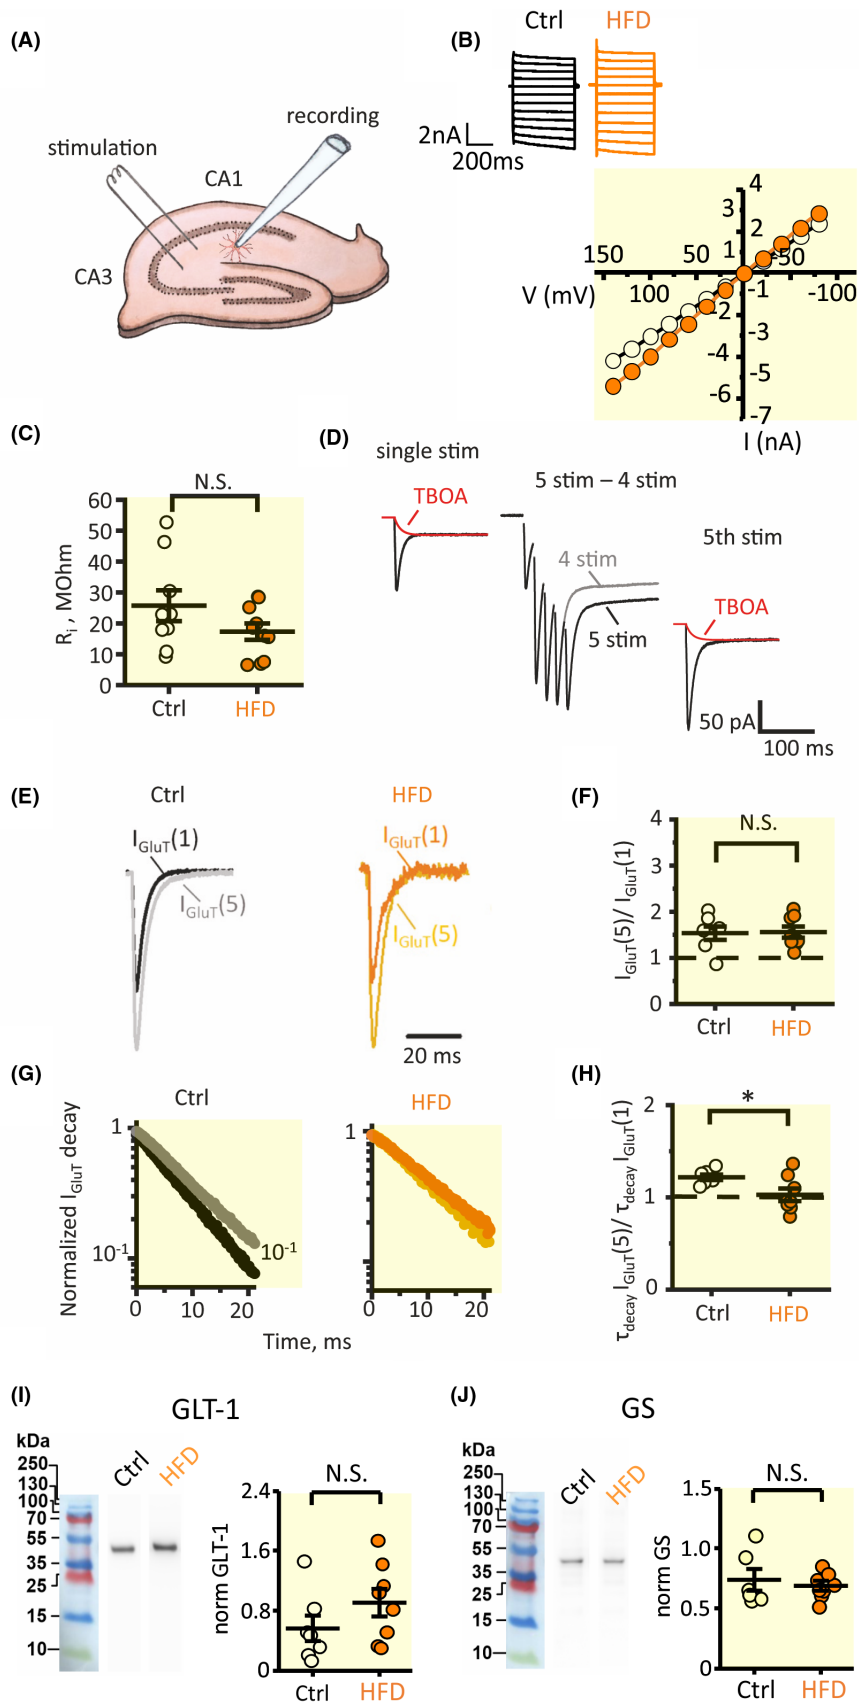 (A)
stimulation
recording
CA1
CA3
(B)
Ctrl
HFD
2nA
200ms
4
3
2
1
150
50
-50
V (mV)
100
-100
-1
-2
-3
-4
-5
-6
-7
I (nA)
(C)
N.S.
60
50
40
30
20
10
0
Ri , MOhm
Ctrl
HFD
(D)
single stim
TBOA
5 stim – 4 stim
4 stim
5 stim
5th stim
TBOA
50 pA
100 ms
(E)
Ctrl
IGluT(1)
IGluT(5)
HFD
IGluT(1)
IGluT(5)
20 ms
(F)
N.S.
4
3
2
1
0
IGluT(5)/ IGluT(1)
Ctrl
HFD
(G)
Ctrl
HFD
Normalized IGluT decay
1
10-1
10-1
1
0
10
20
0
10
20
Time, ms
(H)
*
2
1
0
τdecay IGluT(5)/ τdecay IGluT(1)
Ctrl
HFD
(I)
GLT-1
kDa
250
130
100
70
55
35
25
15
10
Ctrl
HFD
N.S.
2.4
1.6
0.8
0
norm GLT-1
Ctrl
HFD
(J)
GS
kDa
250
130
100
70
55
35
25
15
10
Ctrl
HFD
N.S.
1.5
1.0
0.5
0
norm GS
Ctrl
HFD